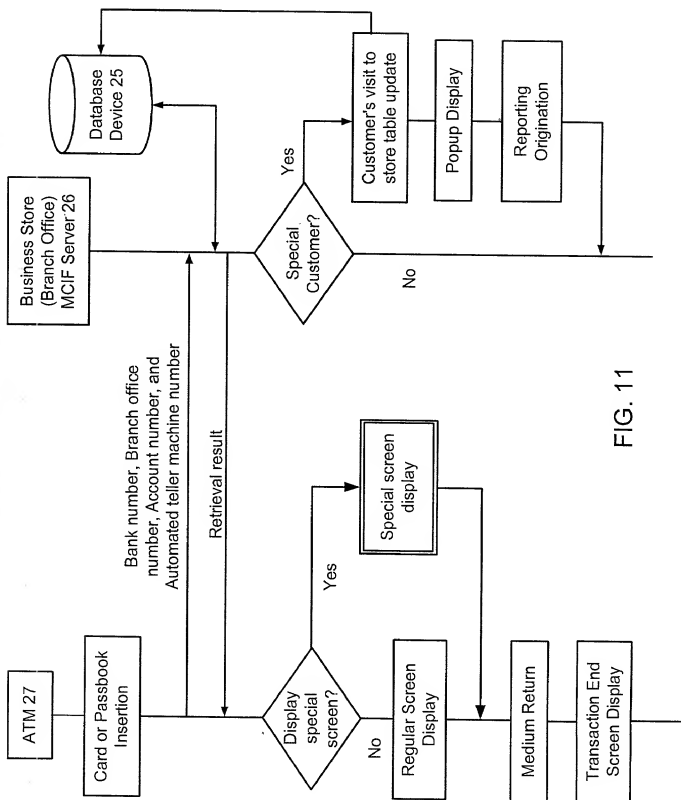 ATM 27
Card or Passbook
Insertion
Bank number, Branch office
number, Account number, and
Automated teller machine number
Retrieval result
Display
special
screen?
Yes
No
Special screen
display
Regular Screen
Display
Medium Return
Transaction End
Screen Display
Business Store
(Branch Office)
MCIF Server 26
Database
Device 25
Special
Customer?
Yes
No
Customer's visit to
store table update
Popup Display
Reporting
Origination
FIG. 11